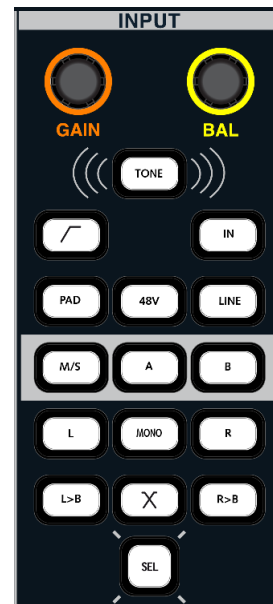 INPUT
GAIN BAL
TONE
IN
PAD 48V LINE
M/S A B
L MONO R
L>B R>B
SEL